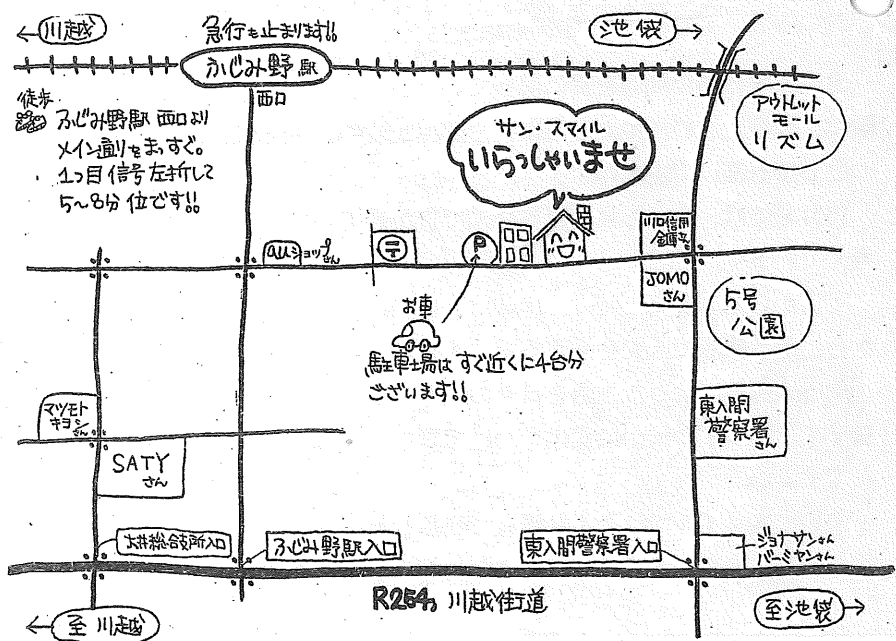 ←川越
急行も止まります!!
池袋→
ふじみ野駅
西口
徒歩
ふじみ野駅 西口より
メイン通りをまっすぐ。
1つ目信号左折して
5〜8分位です!!
アウトレット
モール
リズム
サン・スマイル
いらっしゃいませ
auショップさん
〒
P
川口信用
金庫さん
JOMO
さん
5号
公園
お車
駐車場はすぐ近くに4台分
ございます!!
マツモト
キヨシさん
SATY
さん
東入間
警察署
さん
大井総合支所入口
ふじみ野駅入口
東入間警察署入口
ジョナサンさん
バーミヤンさん
R254 川越街道
←至川越
至池袋→